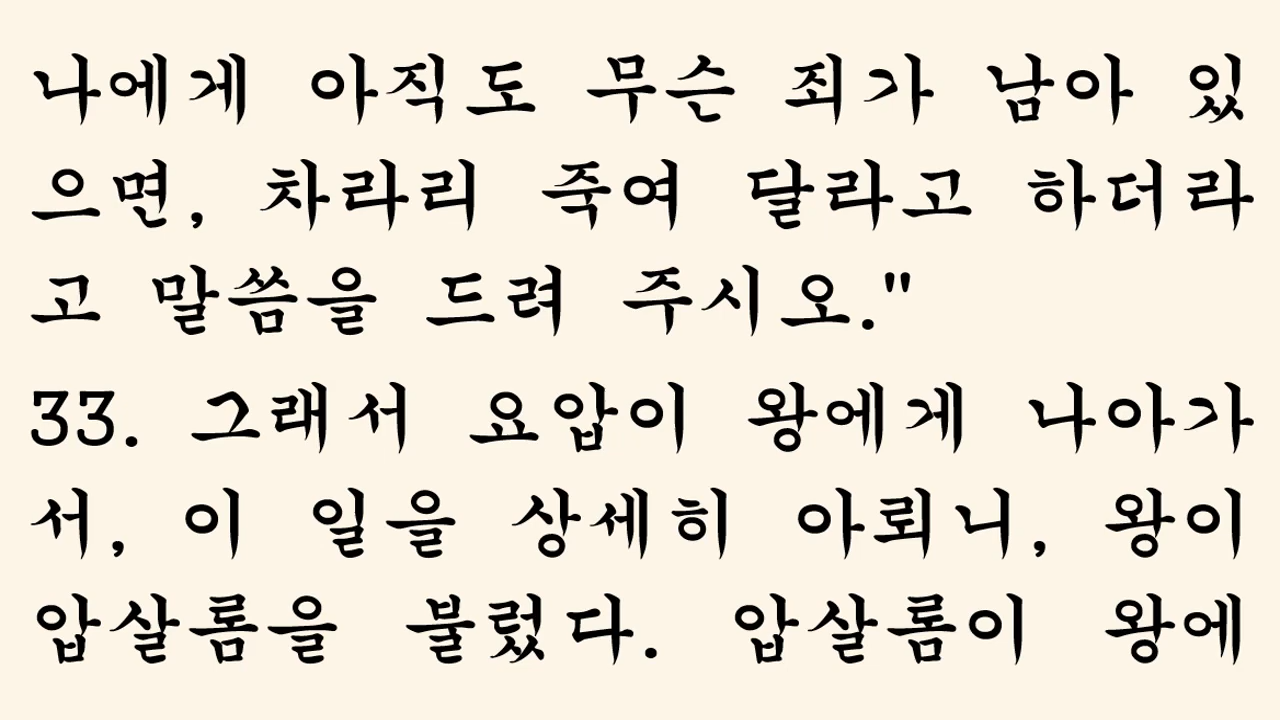 나에게 아직도 무슨 죄가 남아 있
으면, 차라리 죽여 달라고 하더라
고 말씀을 드려 주시오."
33. 그래서 요압이 왕에게 나아가
서, 이 일을 상세히 아뢰니, 왕이
압살롬을 불렀다. 압살롬이 왕에